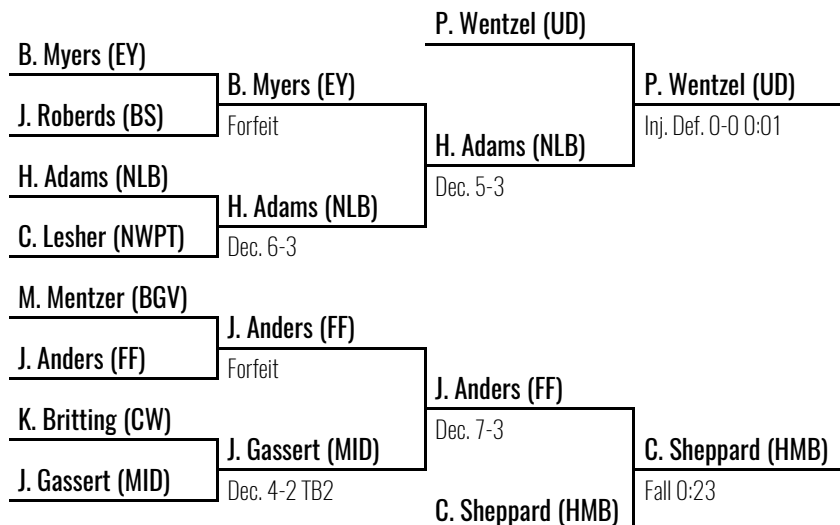 P. Wentzel (UD)
B. Myers (EY)
B. Myers (EY)
P. Wentzel (UD)
J. Roberds (BS)
Forfeit
Inj. Def. 0-0 0:01
H. Adams (NLB)
H. Adams (NLB)
Dec. 5-3
H. Adams (NLB)
C. Lesher (NWPT)
Dec. 6-3
M. Mentzer (BGV)
J. Anders (FF)
J. Anders (FF)
Forfeit
J. Anders (FF)
K. Britting (CW)
Dec. 7-3
J. Gassert (MID)
C. Sheppard (HMB)
J. Gassert (MID)
Dec. 4-2 TB2
Fall 0:23
C. Sheppard (HMB)